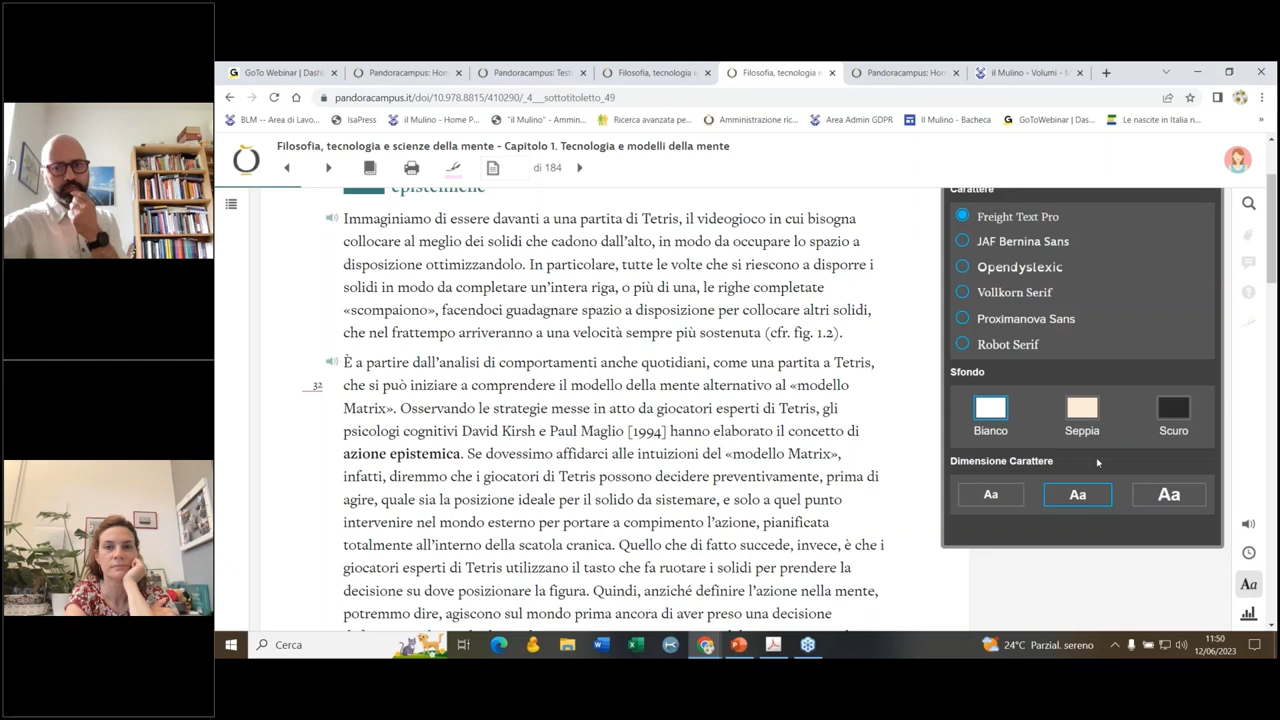 GoTo Webinar | Dash
Pandoracampus: Hom
Pandoracampus: Test
Filosofia, tecnologia e
Filosofia, tecnologia e
Pandoracampus: Hom
il Mulino - Volumi - M
pandoracampus.it/doi/10.978.8815/410290/_4___sottotitoletto_49
BLM -- Area di Lavo...
IsaPress
il Mulino - Home P...
"il Mulino" - Ammin...
Ricerca avanzata pe...
Amministrazione ric...
Area Admin GDPR
Il Mulino - Bacheca
GoToWebinar | Das...
Le nascite in Italia n...
Filosofia, tecnologia e scienze della mente - Capitolo 1. Tecnologia e modelli della mente
di 184
epistemiche
Immaginiamo di essere davanti a una partita di Tetris, il videogioco in cui bisogna
collocare al meglio dei solidi che cadono dall'alto, in modo da occupare lo spazio a
disposizione ottimizzandolo. In particolare, tutte le volte che si riescono a disporre i
solidi in modo da completare un'intera riga, o più di una, le righe completate
«scompaiono», facendoci guadagnare spazio a disposizione per collocare altri solidi,
che nel frattempo arriveranno a una velocità sempre più sostenuta (cfr. fig. 1.2).
È a partire dall'analisi di comportamenti anche quotidiani, come una partita a Tetris,
32
che si può iniziare a comprendere il modello della mente alternativo al «modello
Matrix». Osservando le strategie messe in atto da giocatori esperti di Tetris, gli
psicologi cognitivi David Kirsh e Paul Maglio [1994] hanno elaborato il concetto di
azione epistemica. Se dovessimo affidarci alle intuizioni del «modello Matrix»,
infatti, diremmo che i giocatori di Tetris possono decidere preventivamente, prima di
agire, quale sia la posizione ideale per il solido da sistemare, e solo a quel punto
intervenire nel mondo esterno per portare a compimento l'azione, pianificata
totalmente all'interno della scatola cranica. Quello che di fatto succede, invece, è che i
giocatori esperti di Tetris utilizzano il tasto che fa ruotare i solidi per prendere la
decisione su dove posizionare la figura. Quindi, anziché definire l'azione nella mente,
potremmo dire, agiscono sul mondo prima ancora di aver preso una decisione
Carattere
Freight Text Pro
JAF Bernina Sans
Opendyslexic
Vollkorn Serif
Proximanova Sans
Robot Serif
Sfondo
Bianco
Seppia
Scuro
Dimensione Carattere
Aa
Aa
Aa
Aa
Cerca
24°C Parzial. sereno
11:50
12/06/2023